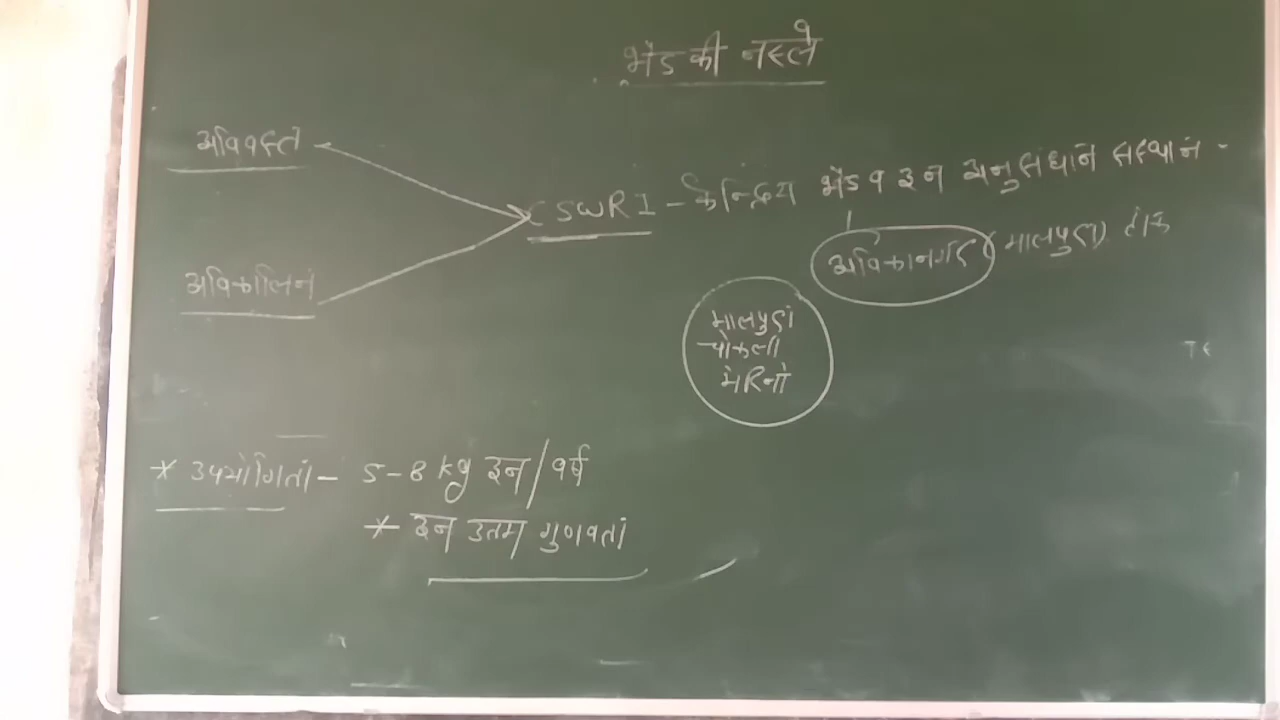 भेड की नस्ले
अविवस्त
CSWRI - केन्द्रिय भेड व ऊन अनुसंधान संस्थान -
अविकानगर (मालपुरा) टोंक
अविकालिन
मालपुरा
चोकला
मेरिनो
* उपयोगिता - 5-8 kg ऊन / वर्ष
* ऊन उत्तम गुणवता